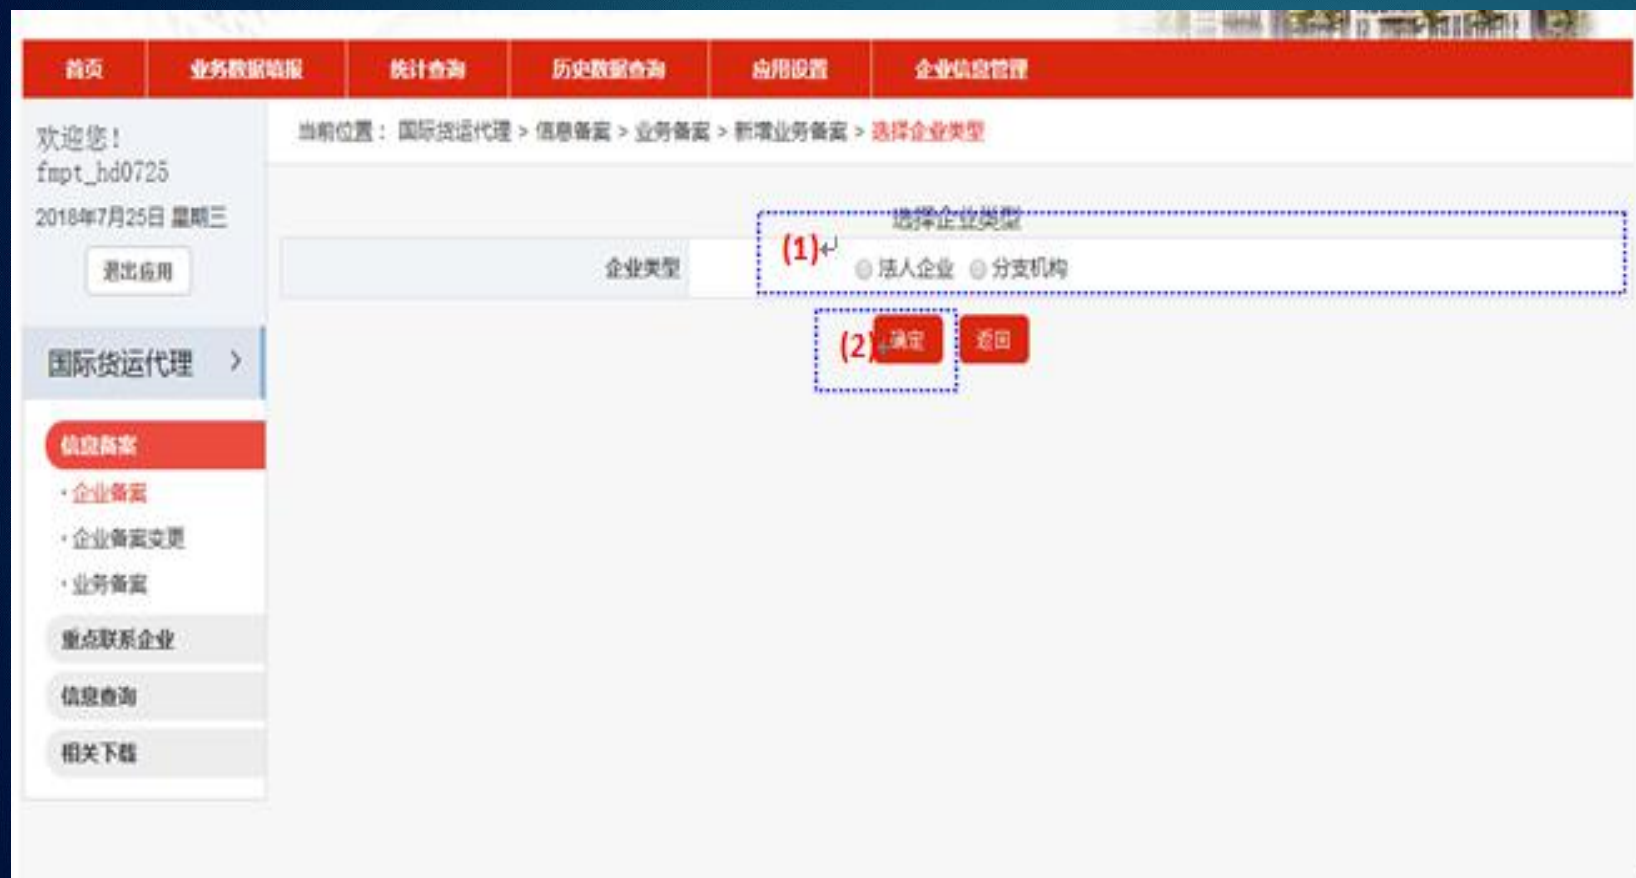 首页 业务数据填报 统计查询 历史数据查询 应用设置 企业信息管理
欢迎您!
fmpt_hd0725
2018年7月25日 星期三
退出应用
当前位置: 国际货运代理 > 信息备案 > 业务备案 > 新增业务备案 > 选择企业类型
选择企业类型
企业类型 (1)↵ 法人企业 分支机构
(2)↵ 确定 返回
国际货运代理 >
信息备案
·企业备案
·企业备案变更
·业务备案
重点联系企业
信息查询
相关下载